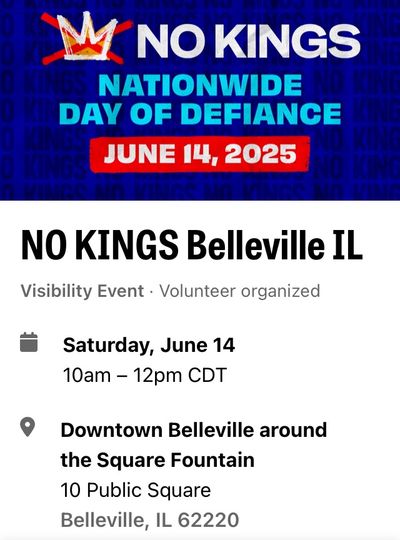 NO KINGS
NATIONWIDE
DAY OF DEFIANCE
JUNE 14, 2025
NO KINGS Belleville IL
Visibility Event · Volunteer organized
Saturday, June 14
10am – 12pm CDT
Downtown Belleville around
the Square Fountain
10 Public Square
Belleville, IL 62220